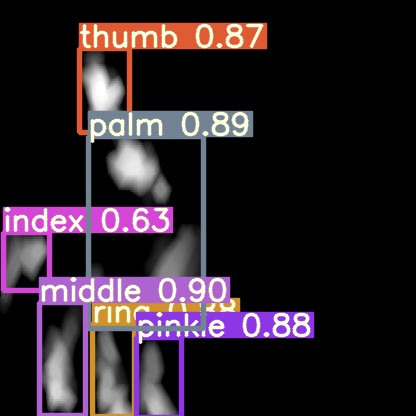 thumb 0.87
palm 0.89
index 0.63
middle 0.90
ring
pinkie 0.88